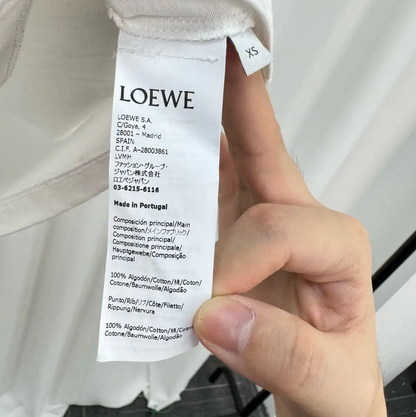 XS
LOEWE
LOEWE S.A.
C/Goya, 4
28001 - Madrid
SPAIN
C.I.F. A-28003861
LVMH
ファッション・グループ・
ジャパン株式会社
ロエベジャパン
03-6215-6116
Made in Portugal
Composición principal/Main
composition/メインファブリック/
Composition principal/
Composizione principale/
Hauptgewebe/Composição
principal
100% Algodón/Cotton/綿/Coton/
Cotone/Baumwolle/Algodão
Punto/Rib/リブ/Côte/Filetto/
Rippung/Nervura
100% Algodón/Cotton/綿/Coton/
Cotone/Baumwolle/Algodão